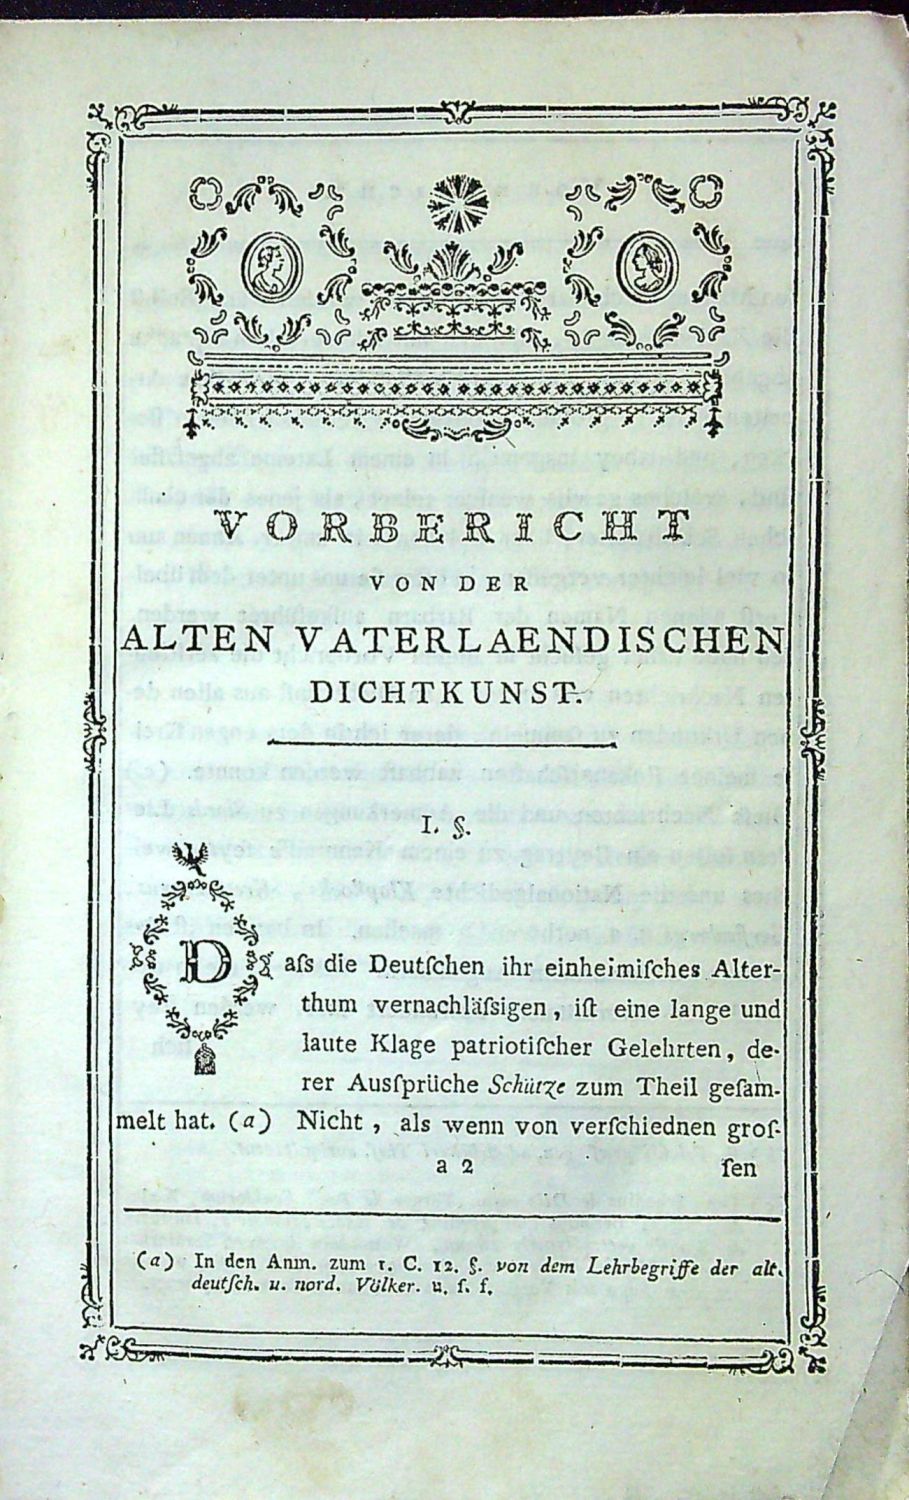 VORBERICHT
VON DER
ALTEN VATERLAENDISCHEN
DICHTKUNST.
I. §.
Daſs die Deutſchen ihr einheimiſches Alter-
thum vernachläſsigen, iſt eine lange und
laute Klage patriotiſcher Gelehrten, de-
rer Ausſprüche Schütze zum Theil geſam-
melt hat. (a) Nicht, als wenn von verſchiednen groſ-
a 2
ſen
(a) In den Anm. zum 1. C. 12. §. von dem Lehrbegriffe der alt.
deutſch. u. nord. Völker. u. ſ. f.